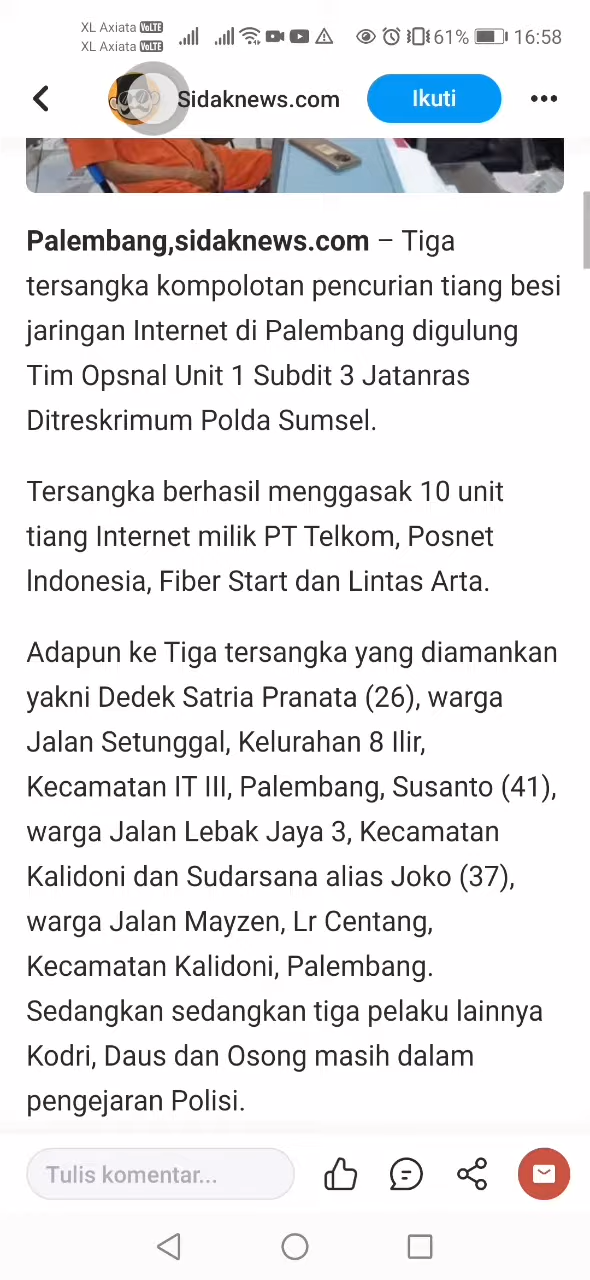 XL Axiata VoLTE
XL Axiata VoLTE
61% 16:58
Sidaknews.com
Ikuti
Palembang,sidaknews.com – Tiga
tersangka kompolotan pencurian tiang besi
jaringan Internet di Palembang digulung
Tim Opsnal Unit 1 Subdit 3 Jatanras
Ditreskrimum Polda Sumsel.
Tersangka berhasil menggasak 10 unit
tiang Internet milik PT Telkom, Posnet
Indonesia, Fiber Start dan Lintas Arta.
Adapun ke Tiga tersangka yang diamankan
yakni Dedek Satria Pranata (26), warga
Jalan Setunggal, Kelurahan 8 Ilir,
Kecamatan IT III, Palembang, Susanto (41),
warga Jalan Lebak Jaya 3, Kecamatan
Kalidoni dan Sudarsana alias Joko (37),
warga Jalan Mayzen, Lr Centang,
Kecamatan Kalidoni, Palembang.
Sedangkan sedangkan tiga pelaku lainnya
Kodri, Daus dan Osong masih dalam
pengejaran Polisi.
Tulis komentar...